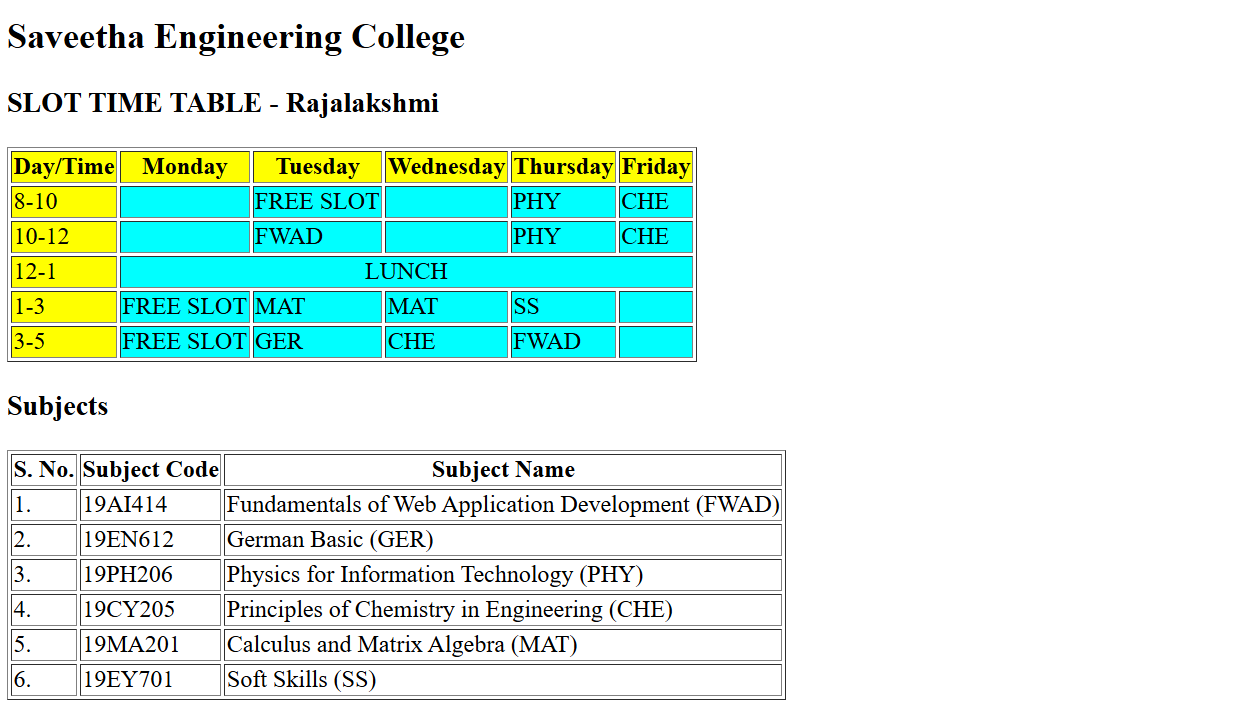 Saveetha Engineering College
SLOT TIME TABLE - Rajalakshmi
Day/Time Monday Tuesday Wednesday Thursday Friday
8-10 FREE SLOT PHY CHE
10-12 FWAD PHY CHE
12-1 LUNCH
1-3 FREE SLOT MAT MAT SS
3-5 FREE SLOT GER CHE FWAD
Subjects
S. No. Subject Code Subject Name
1. 19AI414 Fundamentals of Web Application Development (FWAD)
2. 19EN612 German Basic (GER)
3. 19PH206 Physics for Information Technology (PHY)
4. 19CY205 Principles of Chemistry in Engineering (CHE)
5. 19MA201 Calculus and Matrix Algebra (MAT)
6. 19EY701 Soft Skills (SS)